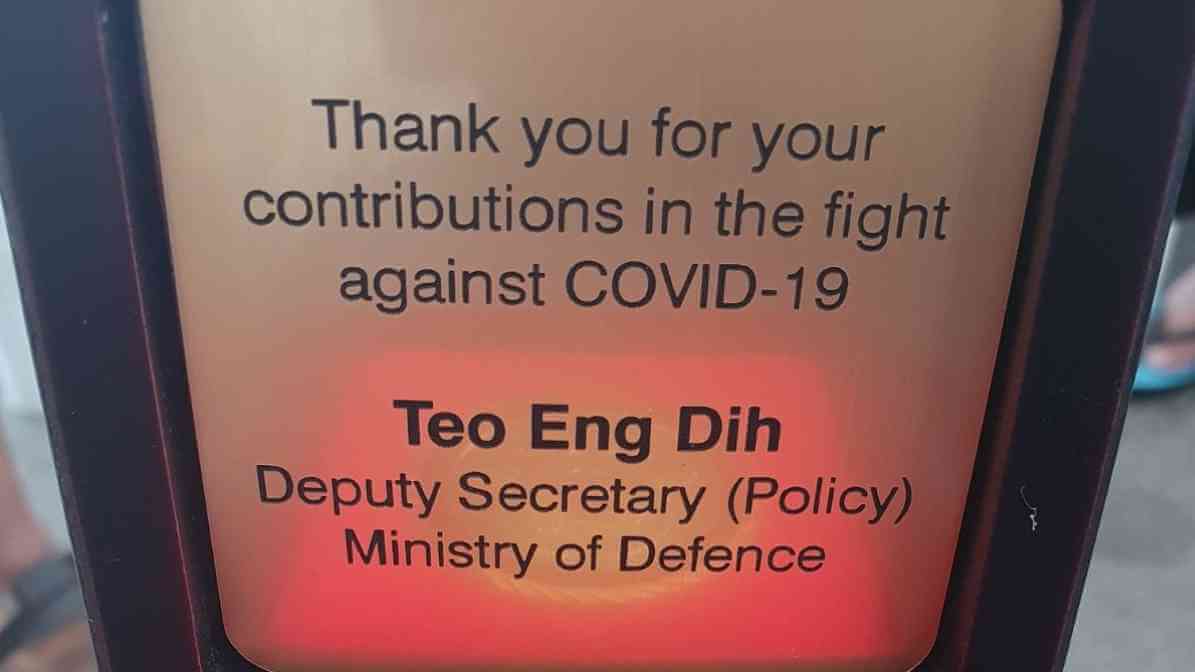 Thank you for your
contributions in the fight
against COVID-19
Teo Eng Dih
Deputy Secretary (Policy)
Ministry of Defence